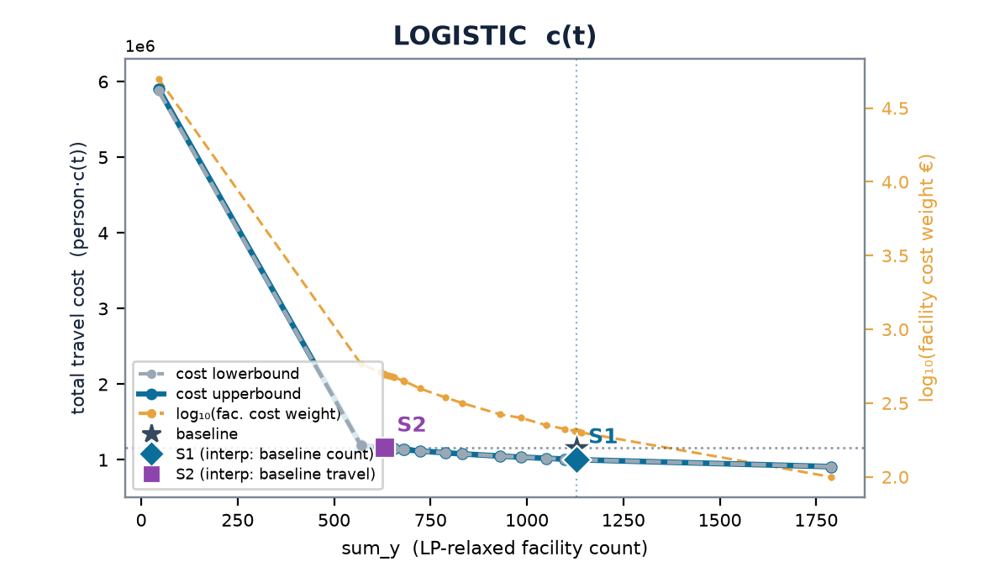 LOGISTIC  c(t)
1e6
6
5
4
3
2
1
total travel cost  (person·c(t))
4.5
4.0
3.5
3.0
2.5
2.0
log₁₀(facility cost weight €)
cost lowerbound
cost upperbound
log₁₀(fac. cost weight)
baseline
S1 (interp: baseline count)
S2 (interp: baseline travel)
S2
S1
0 250 500 750 1000 1250 1500 1750
sum_y  (LP-relaxed facility count)